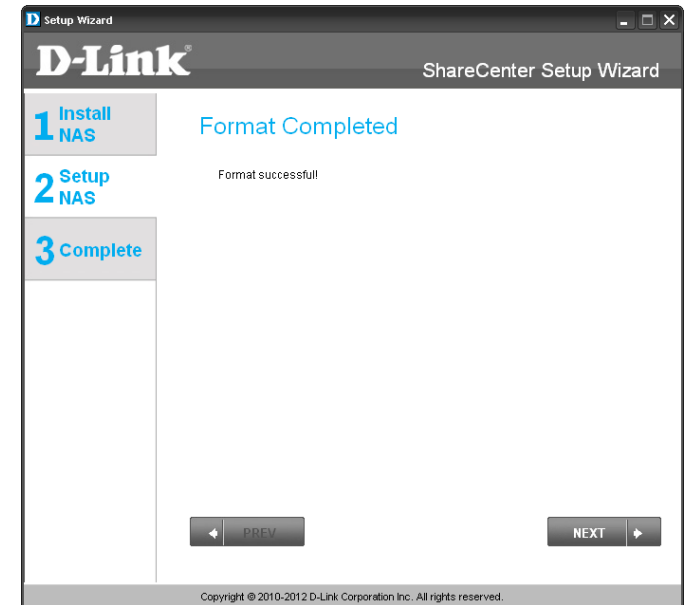 Setup Wizard
D-Link®
ShareCenter Setup Wizard
1 Install
NAS
2 Setup
NAS
3 Complete
Format Completed
Format successful!
PREV
NEXT
Copyright © 2010-2012 D-Link Corporation Inc. All rights reserved.